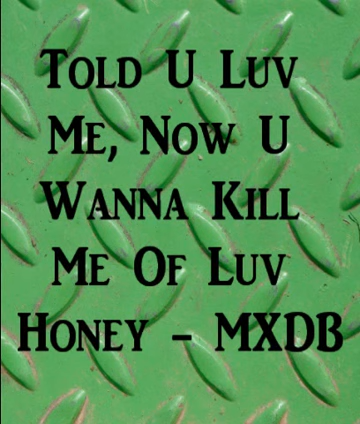 Told U Luv
Me, Now U
Wanna Kill
Me Of Luv
Honey - MXDB